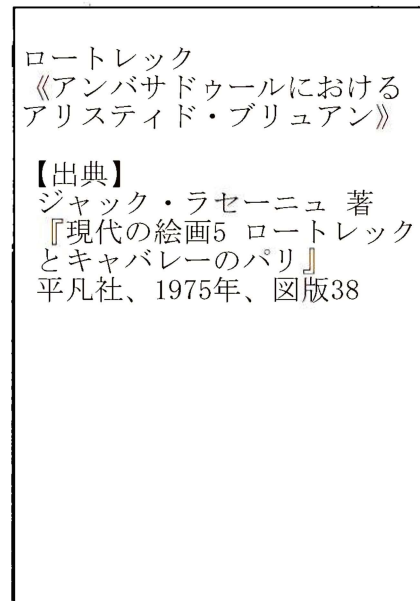 ロートレック
《アンバサドゥールにおける
アリスティド・ブリュアン》
【出典】
ジャック・ラセーニュ 著
『現代の絵画5 ロートレック
とキャバレーのパリ』
平凡社、1975年、図版38